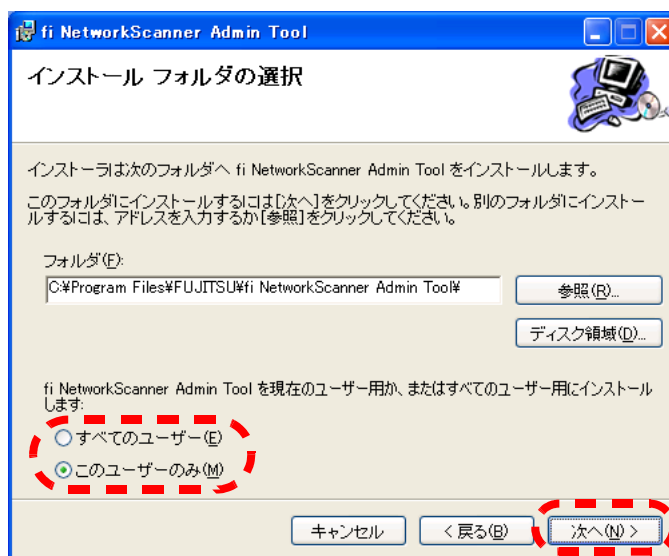 fi NetworkScanner Admin Tool
インストール フォルダの選択
インストーラは次のフォルダへ fi NetworkScanner Admin Tool をインストールします。
このフォルダにインストールするには[次へ]をクリックしてください。別のフォルダにインストー
ルするには、アドレスを入力するか[参照]をクリックしてください。
フォルダ(F):
C:¥Program Files¥FUJITSU¥fi NetworkScanner Admin Tool¥
参照(R)...
ディスク領域(D)...
fi NetworkScanner Admin Tool を現在のユーザー用か、またはすべてのユーザー用にインストール
します:
すべてのユーザー(E)
このユーザーのみ(M)
キャンセル
< 戻る(B)
次へ(N) >